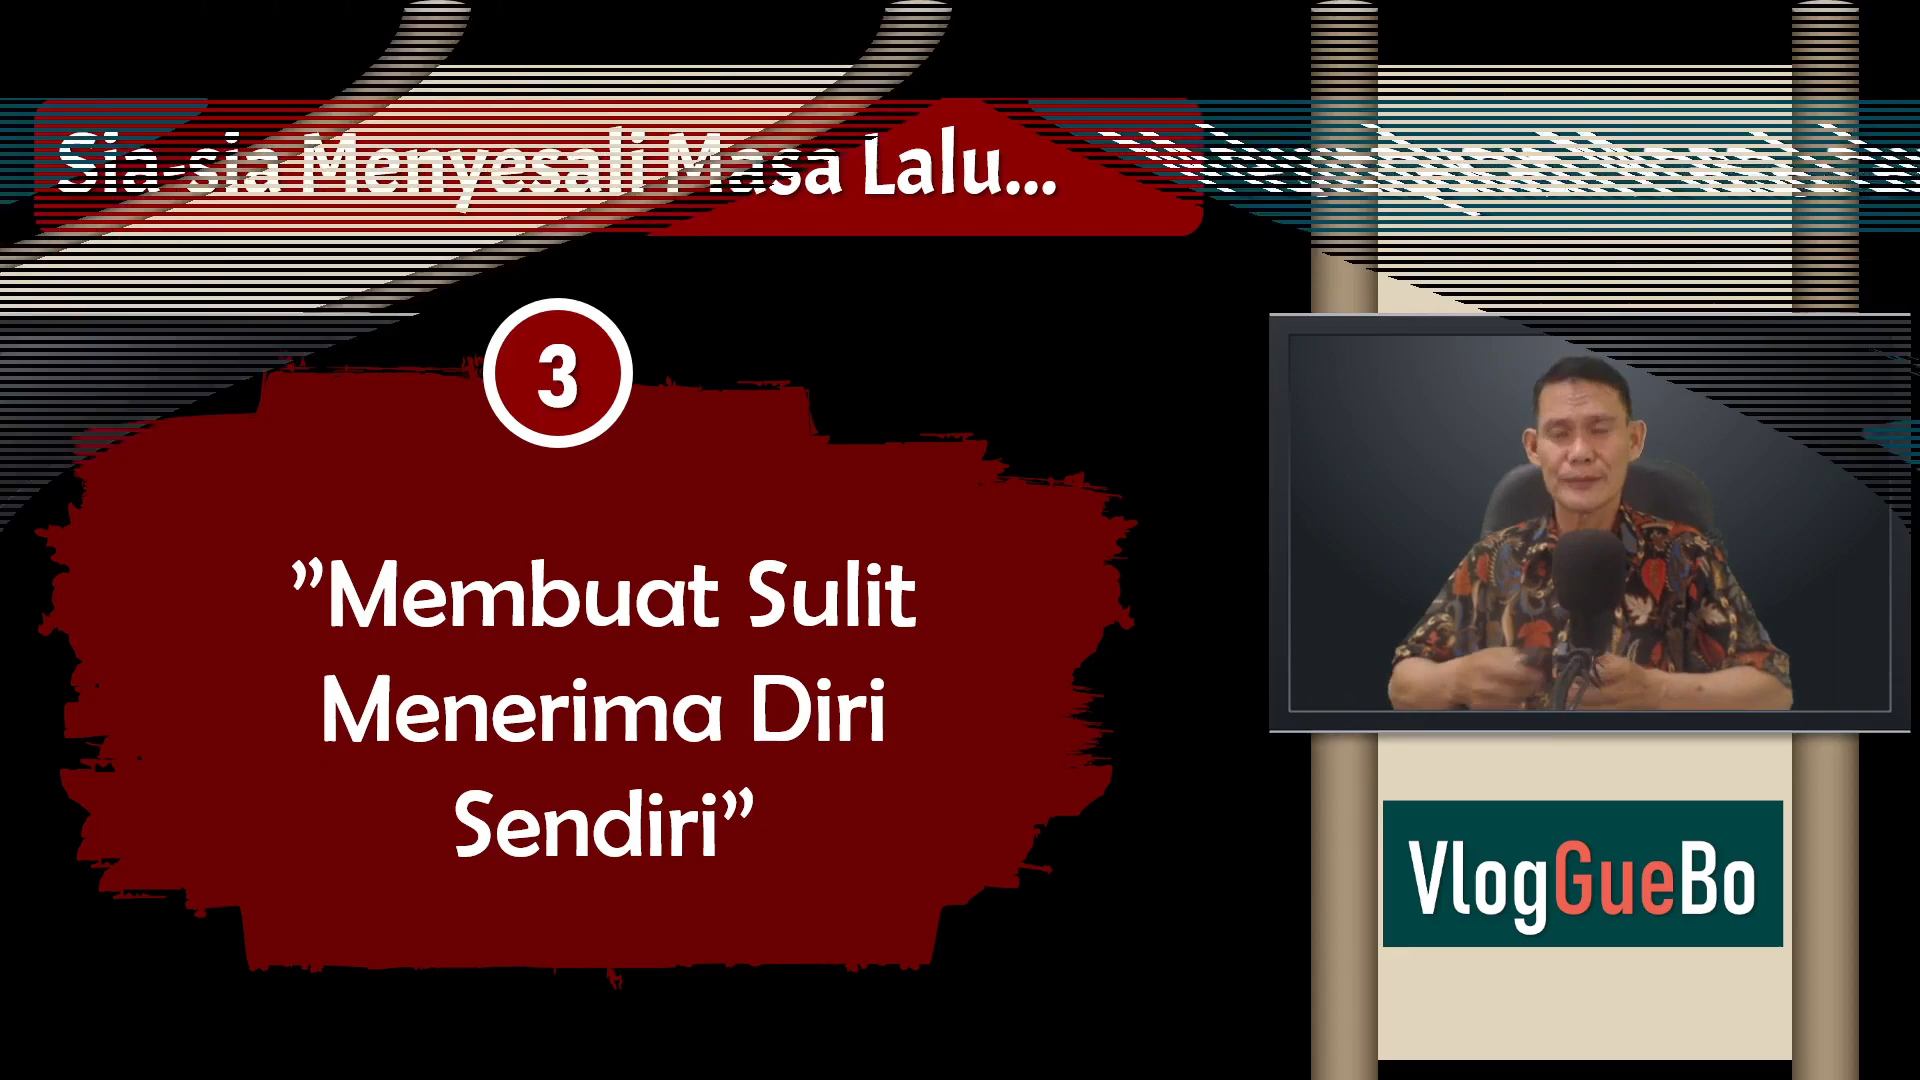 Sia-sia Menyesali Masa Lalu...
3
”Membuat Sulit
Menerima Diri
Sendiri”
VlogGueBo